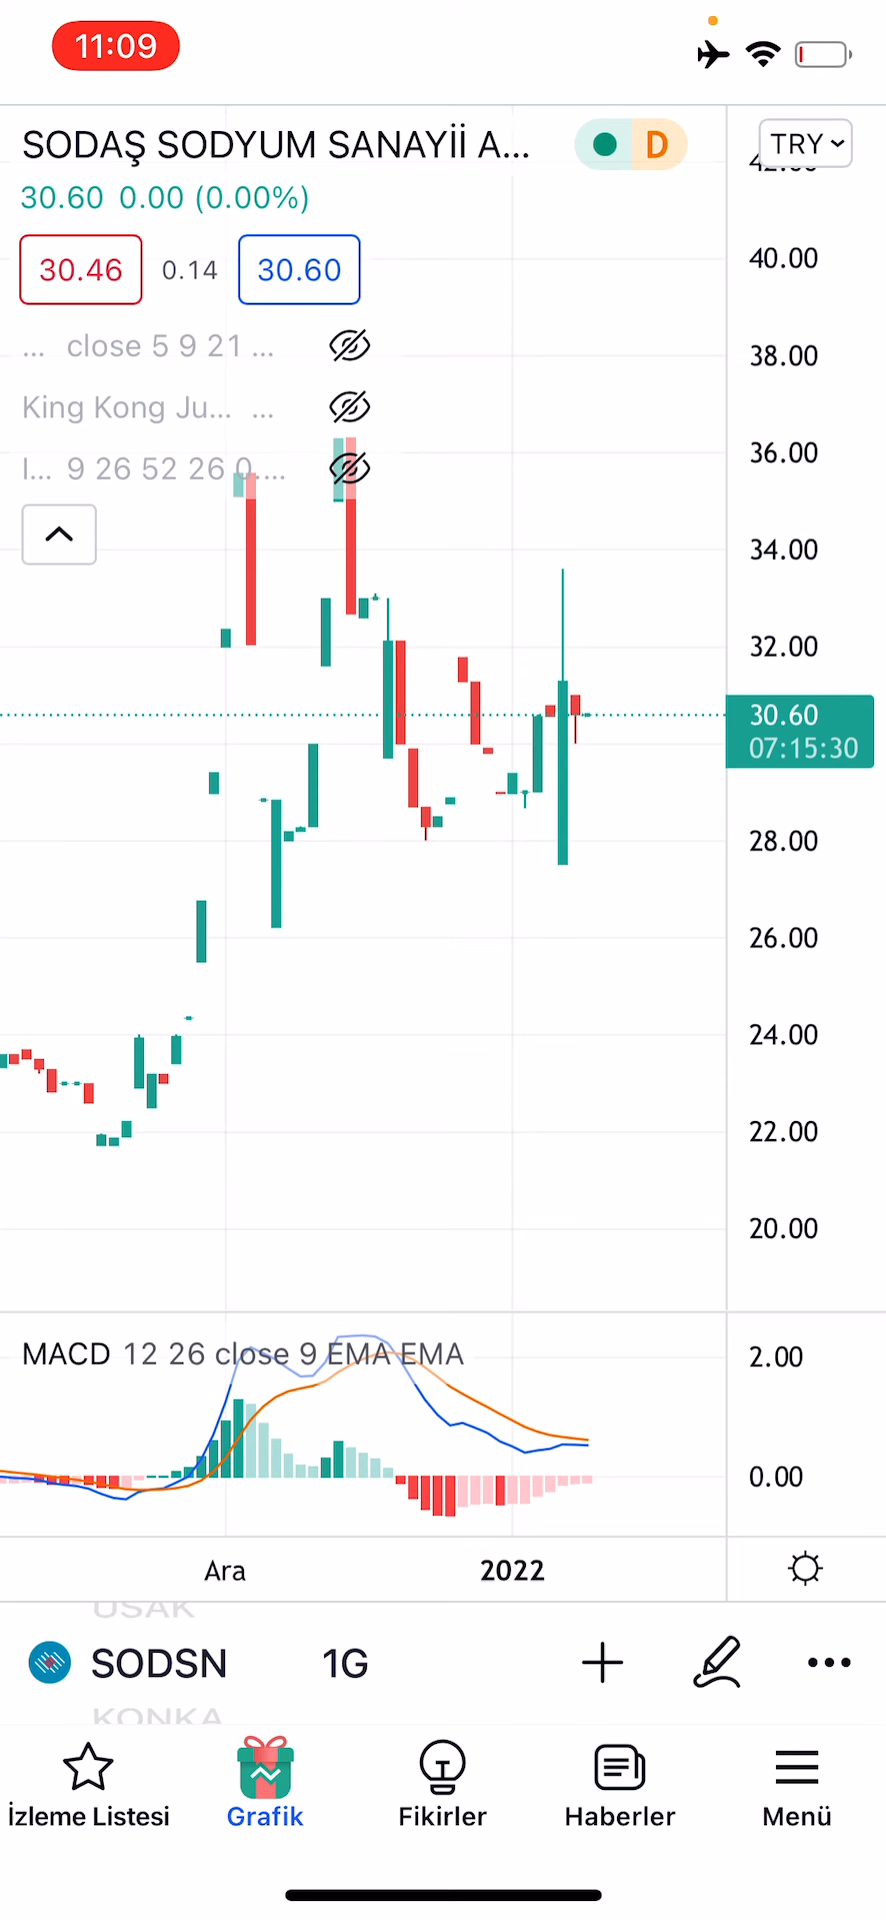 11:09
SODAŞ SODYUM SANAYİİ A...
D
TRY
30.60 0.00 (0.00%)
30.46 0.14 30.60
... close 5 9 21 ...
King Kong Ju... ...
I... 9 26 52 26 0 ...
40.00
38.00
36.00
34.00
32.00
30.60
07:15:30
28.00
26.00
24.00
22.00
20.00
MACD 12 26 close 9 EMA EMA
2.00
0.00
Ara 2022
USAK
SODSN 1G
KONKA
İzleme Listesi Grafik Fikirler Haberler Menü